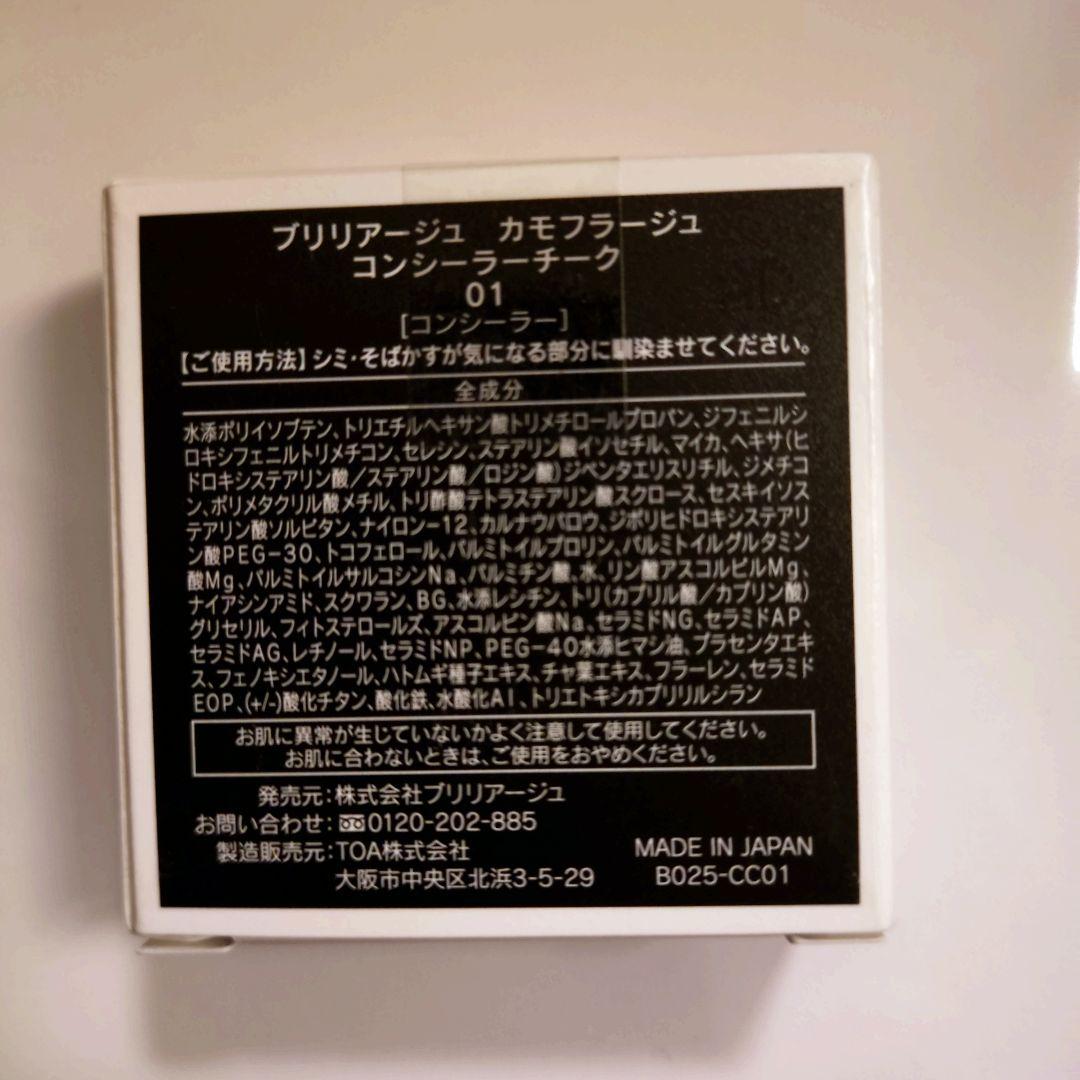 ブリリアージュ カモフラージュ
コンシーラーチーク
01
[コンシーラー]
【ご使用方法】シミ・そばかすが気になる部分に馴染ませてください。
全成分
水添ポリイソブテン、トリエチルヘキサン酸トリメチロールプロパン、ジフェニルシ
ロキシフェニルトリメチコン、セレシン、ステアリン酸イソセチル、マイカ、ヘキサ(ヒ
ドロキシステアリン酸/ステアリン酸/ロジン酸)ジペンタエリスリチル、ジメチコ
ン、ポリメタクリル酸メチル、トリ酢酸テトラステアリン酸スクロース、セスキイソス
テアリン酸ソルビタン、ナイロン-12、カルナウバロウ、ジポリヒドロキシステアリ
ン酸PEG-30、トコフェロール、パルミトイルプロリン、パルミトイルグルタミン
酸Mg、パルミトイルサルコシンNa、パルミチン酸、水、リン酸アスコルビルMg、
ナイアシンアミド、スクワラン、BG、水添レシチン、トリ(カプリル酸/カプリン酸)
グリセリル、フィトステロールズ、アスコルビン酸Na、セラミドNG、セラミドAP、
セラミドAG、レチノール、セラミドNP、PEG-40水添ヒマシ油、プラセンタエキ
ス、フェノキシエタノール、ハトムギ種子エキス、チャ葉エキス、フラーレン、セラミド
EOP、(+/-)酸化チタン、酸化鉄、水酸化Al、トリエトキシカプリリルシラン
お肌に異常が生じていないかよく注意して使用してください。
お肌に合わないときは、ご使用をおやめください。
発売元：株式会社ブリリアージュ
お問い合わせ：0120-202-885
製造販売元：TOA株式会社
大阪市中央区北浜3-5-29
MADE IN JAPAN
B025-CC01